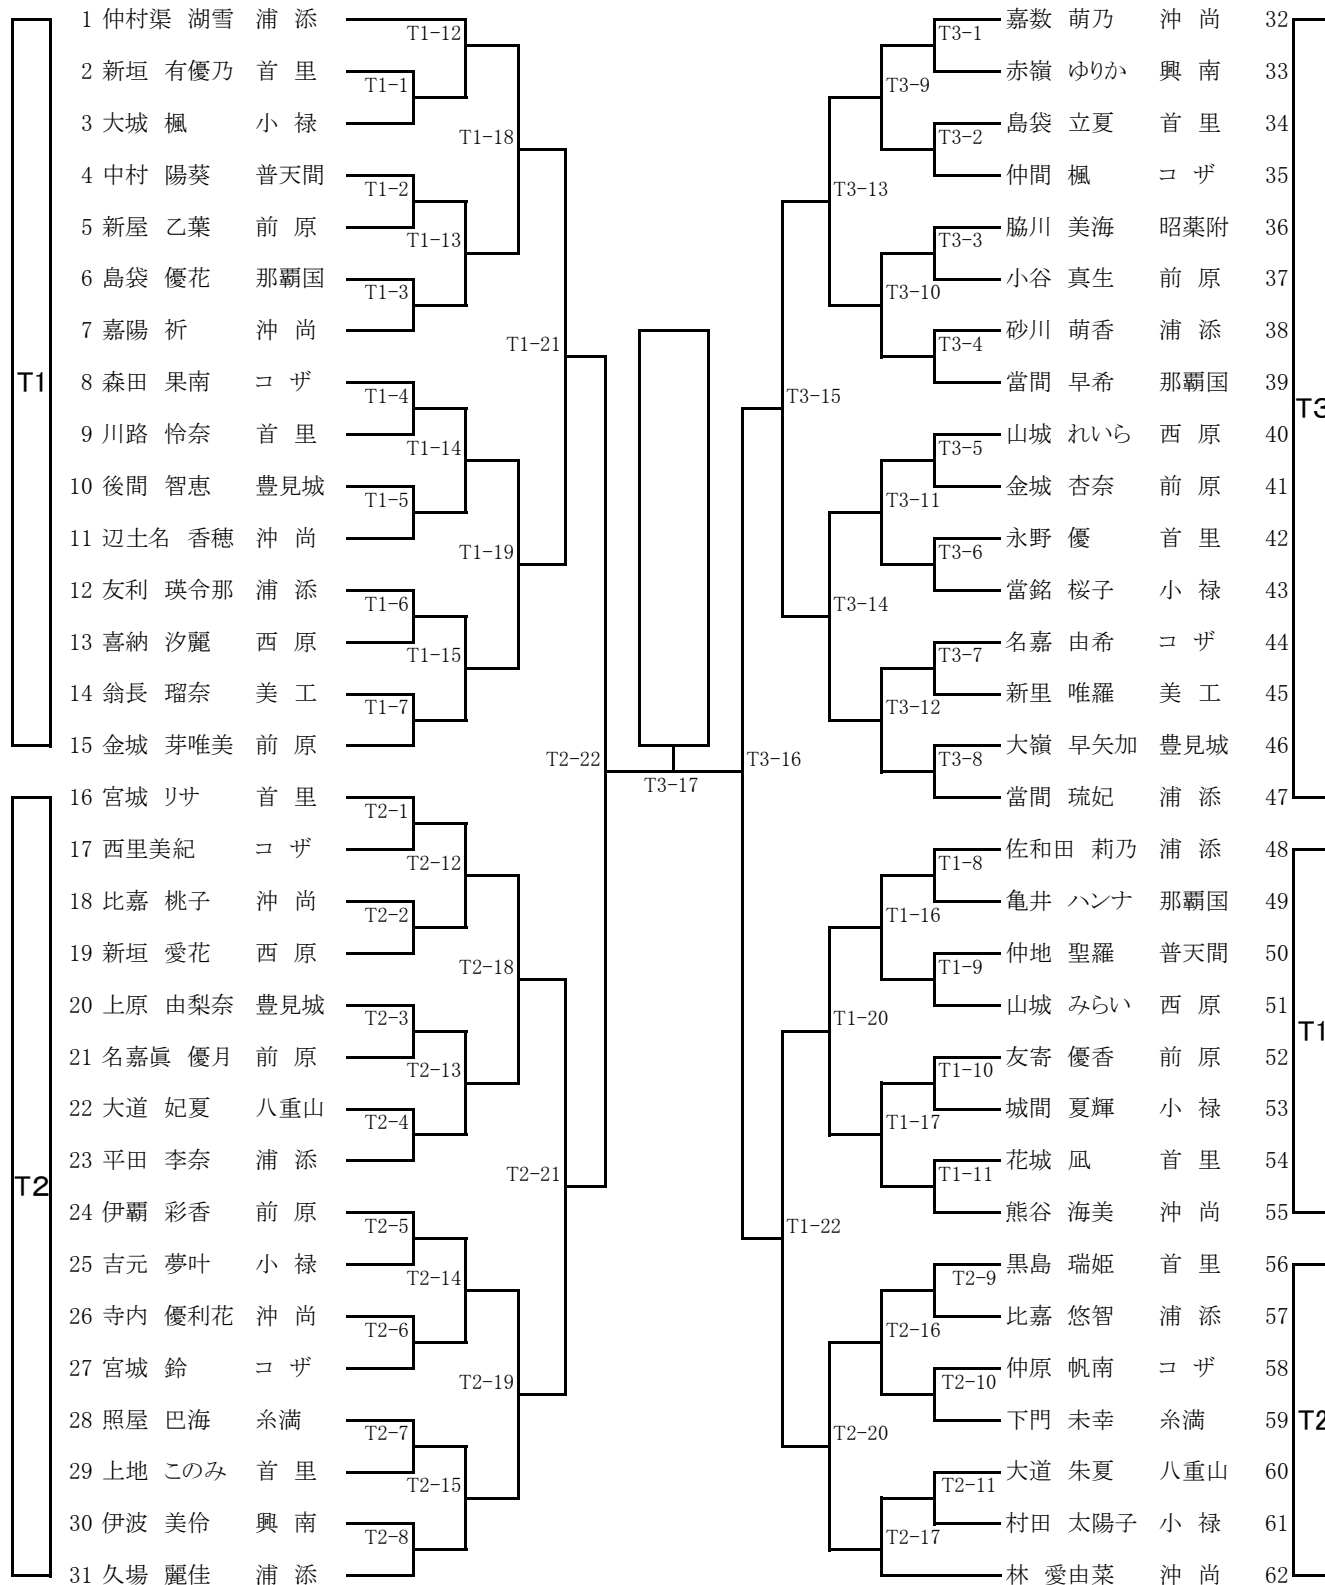 1 仲村渠 湖雪 浦 添
2 新垣 有優乃 首 里
3 大城 楓 小 禄
4 中村 陽葵 普天間
5 新屋 乙葉 前 原
6 島袋 優花 那覇国
7 嘉陽 祈 沖 尚
8 森田 果南 コ ザ
9 川路 怜奈 首 里
10 後間 智恵 豊見城
11 辺土名 香穂 沖 尚
12 友利 瑛令那 浦 添
13 喜納 汐麗 西 原
14 翁長 瑠奈 美 工
15 金城 芽唯美 前 原
16 宮城 リサ 首 里
17 西里美紀 コ ザ
18 比嘉 桃子 沖 尚
19 新垣 愛花 西 原
20 上原 由梨奈 豊見城
21 名嘉眞 優月 前 原
22 大道 妃夏 八重山
23 平田 李奈 浦 添
24 伊覇 彩香 前 原
25 吉元 夢叶 小 禄
26 寺内 優利花 沖 尚
27 宮城 鈴 コ ザ
28 照屋 巴海 糸満
29 上地 このみ 首 里
30 伊波 美伶 興 南
31 久場 麗佳 浦 添
T1
T2
T1-12
T1-1
T1-18
T1-2
T1-13
T1-3
T1-21
T1-4
T1-14
T1-5
T1-19
T1-6
T1-15
T1-7
T2-22
T2-1
T2-12
T2-2
T2-18
T2-3
T2-13
T2-4
T2-21
T2-5
T2-14
T2-6
T2-19
T2-7
T2-15
T2-8
T3-17
T3-16
T3-1
T3-9
T3-2
T3-13
T3-3
T3-10
T3-4
T3-15
T3-5
T3-11
T3-6
T3-14
T3-7
T3-12
T3-8
T1-8
T1-16
T1-9
T1-20
T1-10
T1-17
T1-11
T1-22
T2-9
T2-16
T2-10
T2-20
T2-11
T2-17
嘉数 萌乃 沖 尚 32
赤嶺 ゆりか 興 南 33
島袋 立夏 首 里 34
仲間 楓 コ ザ 35
脇川 美海 昭薬附 36
小谷 真生 前 原 37
砂川 萌香 浦 添 38
當間 早希 那覇国 39
山城 れいら 西 原 40
金城 杏奈 前 原 41
永野 優 首 里 42
當銘 桜子 小 禄 43
名嘉 由希 コ ザ 44
新里 唯羅 美 工 45
大嶺 早矢加 豊見城 46
當間 琉妃 浦 添 47
佐和田 莉乃 浦 添 48
亀井 ハンナ 那覇国 49
仲地 聖羅 普天間 50
山城 みらい 西 原 51
友寄 優香 前 原 52
城間 夏輝 小 禄 53
花城 凪 首 里 54
熊谷 海美 沖 尚 55
黒島 瑞姫 首 里 56
比嘉 悠智 浦 添 57
仲原 帆南 コ ザ 58
下門 未幸 糸満 59
大道 朱夏 八重山 60
村田 太陽子 小 禄 61
林 愛由菜 沖 尚 62
T3
T1
T2